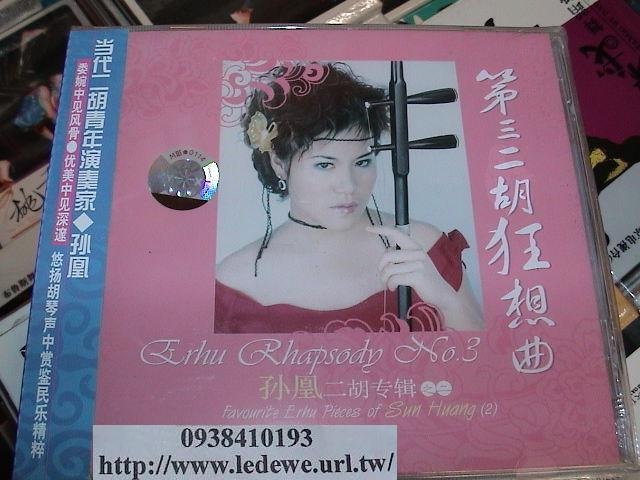 当代二胡青年演奏家◆孙凰
委婉中见风骨●优美中见深邃
悠扬胡琴声中赏鉴民乐精粹
第三二胡狂想曲
Erhu Rhapsody No.3
孙凰二胡专辑之二
Favourite Erhu Pieces of Sun Huang (2)
0938410193
http://www.ledewe.url.tw/